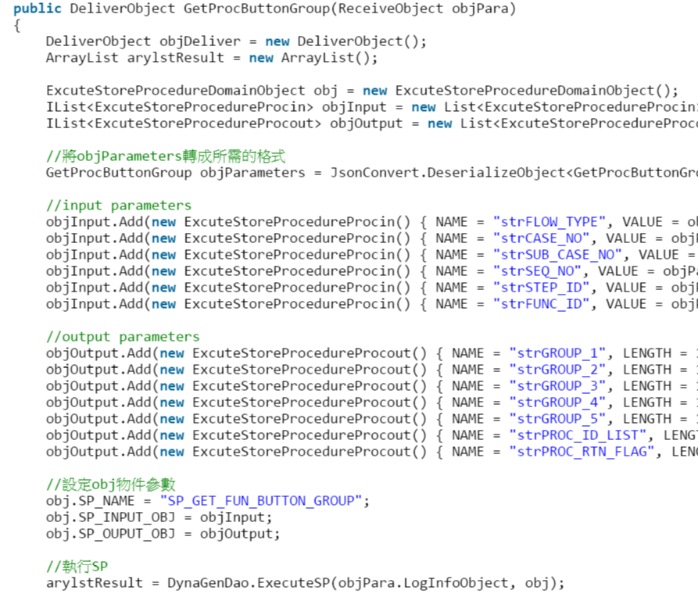 public DeliverObject GetProcButtonGroup(ReceiveObject objPara)
{
DeliverObject objDeliver = new DeliverObject();
ArrayList arylstResult = new ArrayList();
ExcuteStoreProcedureDomainObject obj = new ExcuteStoreProcedureDomainObject();
IList<ExcuteStoreProcedureProcin> objInput = new List<ExcuteStoreProcedureProcin
IList<ExcuteStoreProcedureProcout> objOutput = new List<ExcuteStoreProcedureProc
//將objParameters轉成所需的格式
GetProcButtonGroup objParameters = JsonConvert.DeserializeObject<GetProcButtonGr
//input parameters
objInput.Add(new ExcuteStoreProcedureProcin() { NAME = "strFLOW_TYPE", VALUE =
objInput.Add(new ExcuteStoreProcedureProcin() { NAME = "strCASE_NO", VALUE = obj
objInput.Add(new ExcuteStoreProcedureProcin() { NAME = "strSUB_CASE_NO", VALUE =
objInput.Add(new ExcuteStoreProcedureProcin() { NAME = "strSEQ_NO", VALUE = objP
objInput.Add(new ExcuteStoreProcedureProcin() { NAME = "strSTEP_ID", VALUE = obj
objInput.Add(new ExcuteStoreProcedureProcin() { NAME = "strFUNC_ID", VALUE = obj
//output parameters
objOutput.Add(new ExcuteStoreProcedureProcout() { NAME = "strGROUP_1", LENGTH =
objOutput.Add(new ExcuteStoreProcedureProcout() { NAME = "strGROUP_2", LENGTH =
objOutput.Add(new ExcuteStoreProcedureProcout() { NAME = "strGROUP_3", LENGTH =
objOutput.Add(new ExcuteStoreProcedureProcout() { NAME = "strGROUP_4", LENGTH =
objOutput.Add(new ExcuteStoreProcedureProcout() { NAME = "strGROUP_5", LENGTH =
objOutput.Add(new ExcuteStoreProcedureProcout() { NAME = "strPROC_ID_LIST", LENG
objOutput.Add(new ExcuteStoreProcedureProcout() { NAME = "strPROC_RTN_FLAG", LEN
//設定obj物件參數
obj.SP_NAME = "SP_GET_FUN_BUTTON_GROUP";
obj.SP_INPUT_OBJ = objInput;
obj.SP_OUPUT_OBJ = objOutput;
//執行SP
arylstResult = DynaGenDao.ExecuteSP(objPara.LogInfoObject, obj);